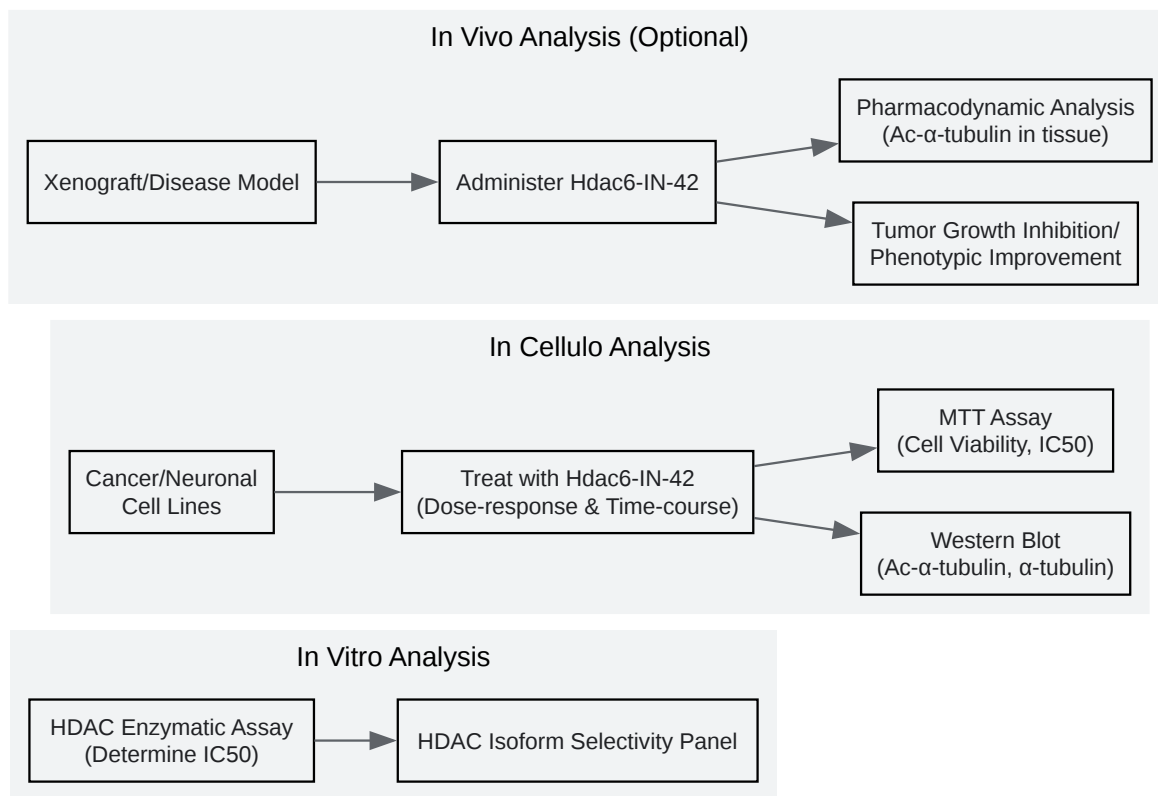 In Vivo Analysis (Optional)
Xenograft/Disease Model
Administer Hdac6-IN-42
Pharmacodynamic Analysis
(Ac-α-tubulin in tissue)
Tumor Growth Inhibition/
Phenotypic Improvement
In Cellulo Analysis
Cancer/Neuronal
Cell Lines
Treat with Hdac6-IN-42
(Dose-response & Time-course)
MTT Assay
(Cell Viability, IC50)
Western Blot
(Ac-α-tubulin, α-tubulin)
In Vitro Analysis
HDAC Enzymatic Assay
(Determine IC50)
HDAC Isoform Selectivity Panel